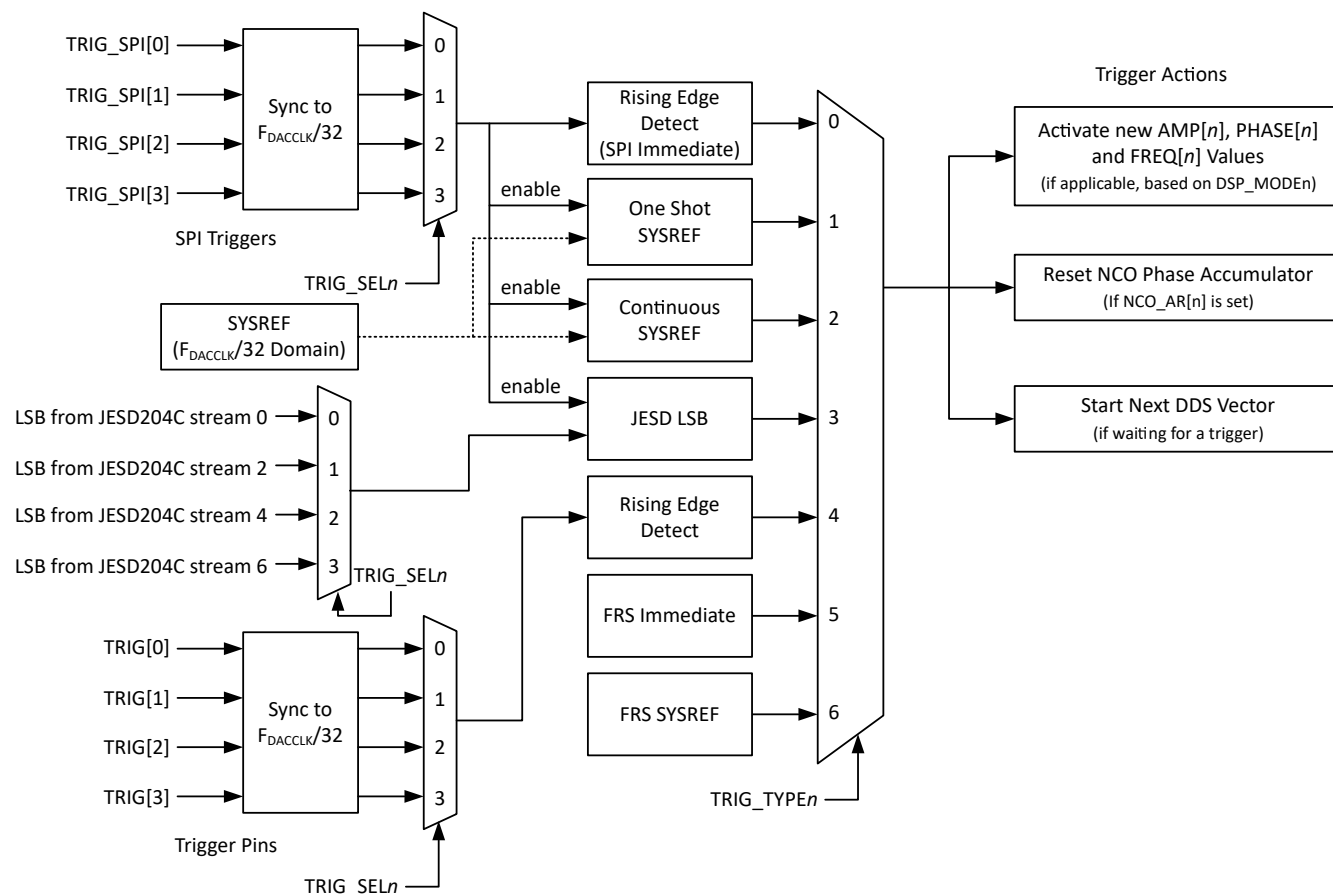 TRIG_SPI[0]
TRIG_SPI[1]
TRIG_SPI[2]
TRIG_SPI[3]
Sync to
FDACCLK/32
0
1
2
3
SPI Triggers
TRIG_SELn
SYSREF
(FDACCLK/32 Domain)
enable
enable
enable
LSB from JESD204C stream 0
LSB from JESD204C stream 2
LSB from JESD204C stream 4
LSB from JESD204C stream 6
0
1
2
3
TRIG_SELn
TRIG[0]
TRIG[1]
TRIG[2]
TRIG[3]
Sync to
FDACCLK/32
0
1
2
3
Trigger Pins
TRIG_SELn
Rising Edge
Detect
(SPI Immediate)
One Shot
SYSREF
Continuous
SYSREF
JESD LSB
Rising Edge
Detect
FRS Immediate
FRS SYSREF
0
1
2
3
4
5
6
TRIG_TYPEn
Trigger Actions
Activate new AMP[n], PHASE[n]
and FREQ[n] Values
(if applicable, based on DSP_MODEn)
Reset NCO Phase Accumulator
(If NCO_AR[n] is set)
Start Next DDS Vector
(if waiting for a trigger)